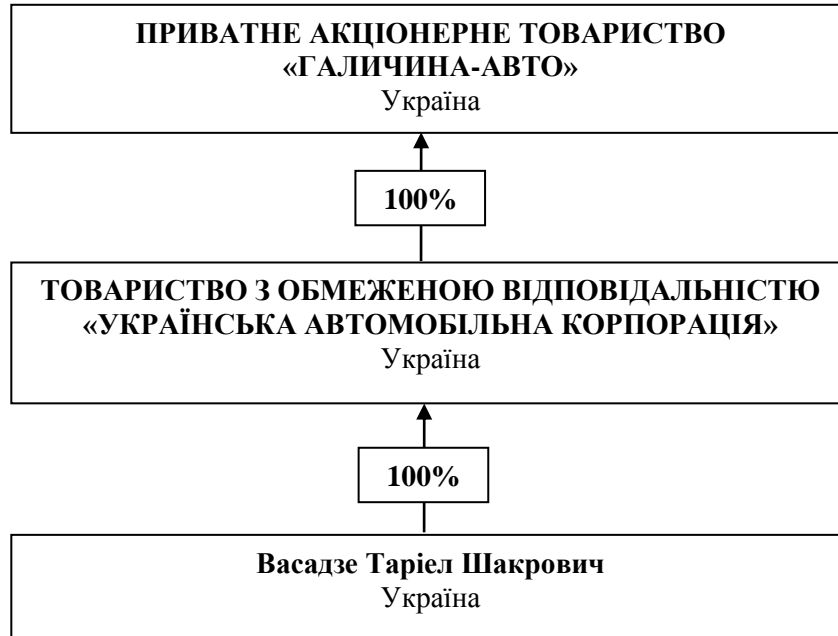 ПРИВАТНЕ АКЦІОНЕРНЕ ТОВАРИСТВО
«ГАЛИЧИНА-АВТО»
Україна
100%
ТОВАРИСТВО З ОБМЕЖЕНОЮ ВІДПОВІДАЛЬНІСТЮ
«УКРАЇНСЬКА АВТОМОБІЛЬНА КОРПОРАЦІЯ»
Україна
100%
Васадзе Таріел Шакрович
Україна